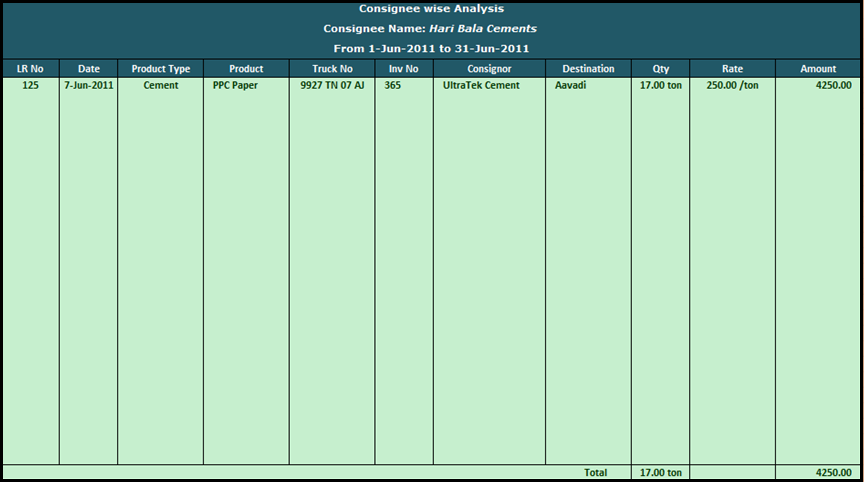 Consignee wise Analysis
Consignee Name: Hari Bala Cements
From 1-Jun-2011 to 31-Jun-2011
LR No Date Product Type Product Truck No Inv No Consignor Destination Qty Rate Amount
125 7-Jun-2011 Cement PPC Paper 9927 TN 07 AJ 365 UltraTek Cement Aavadi 17.00 ton 250.00 /ton 4250.00
Total 17.00 ton 4250.00